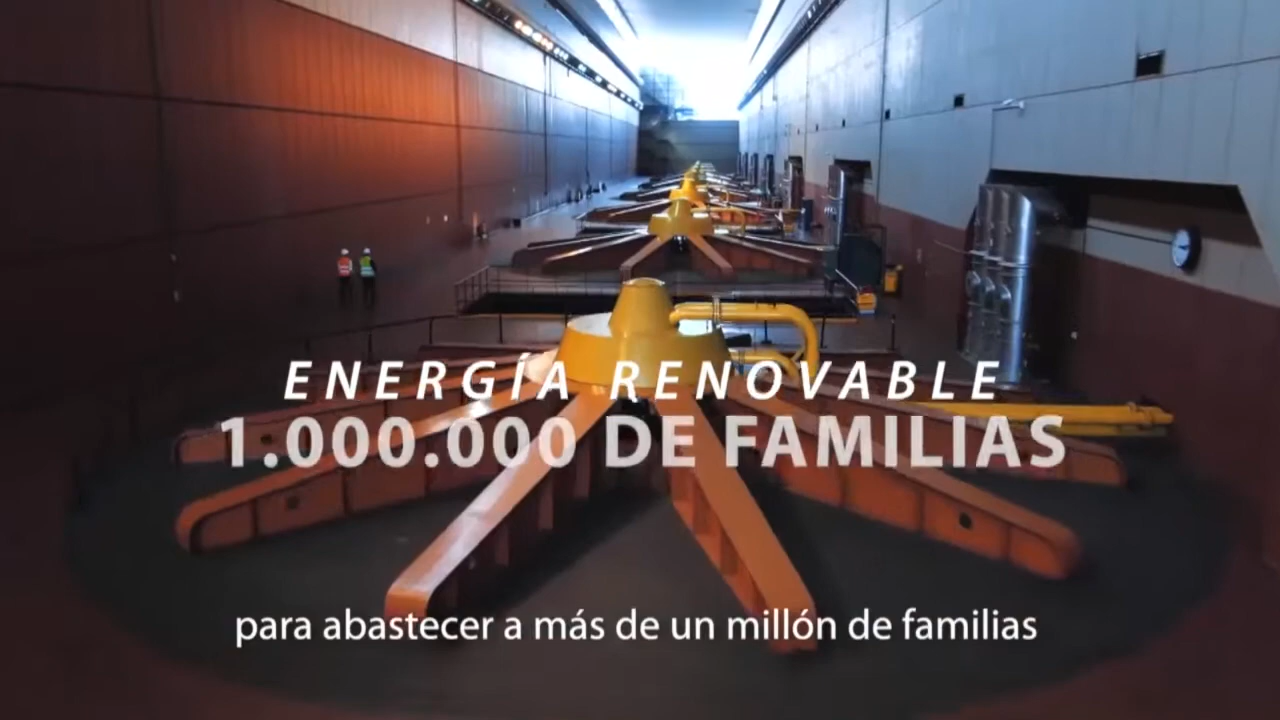 ENERGÍA RENOVABLE
1.000.000 DE FAMILIAS
para abastecer a más de un millón de familias